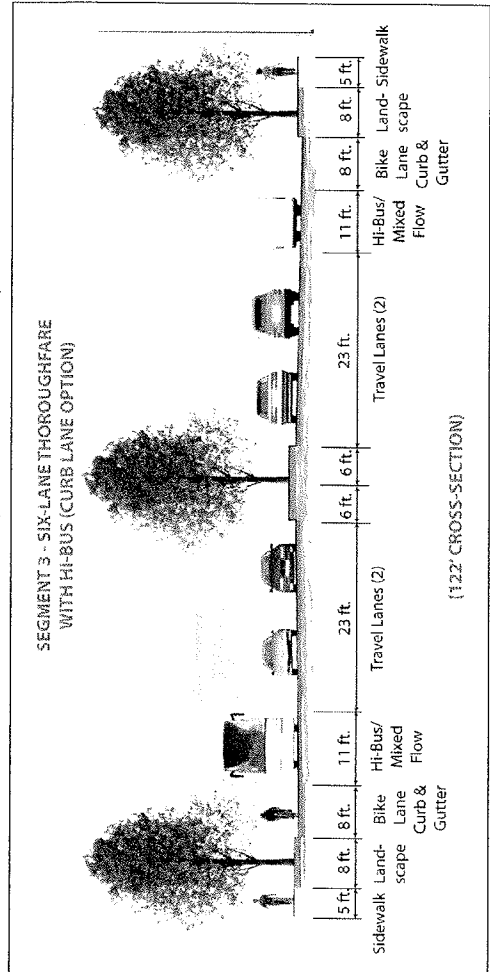 SEGMENT 3 - SIX-LANE THOROUGHFARE
WITH HI-BUS (CURB LANE OPTION)
5 ft.
8 ft.
8 ft.
11 ft.
23 ft.
6 ft.
6 ft.
23 ft.
11 ft.
8 ft.
8 ft.
5 ft.
Sidewalk
Land-
scape
Bike
Lane
Curb &
Gutter
Hi-Bus/
Mixed
Flow
Travel Lanes (2)
Travel Lanes (2)
Hi-Bus/
Mixed
Flow
Bike
Lane
Curb &
Gutter
Land-
scape
Sidewalk
(122' CROSS-SECTION)